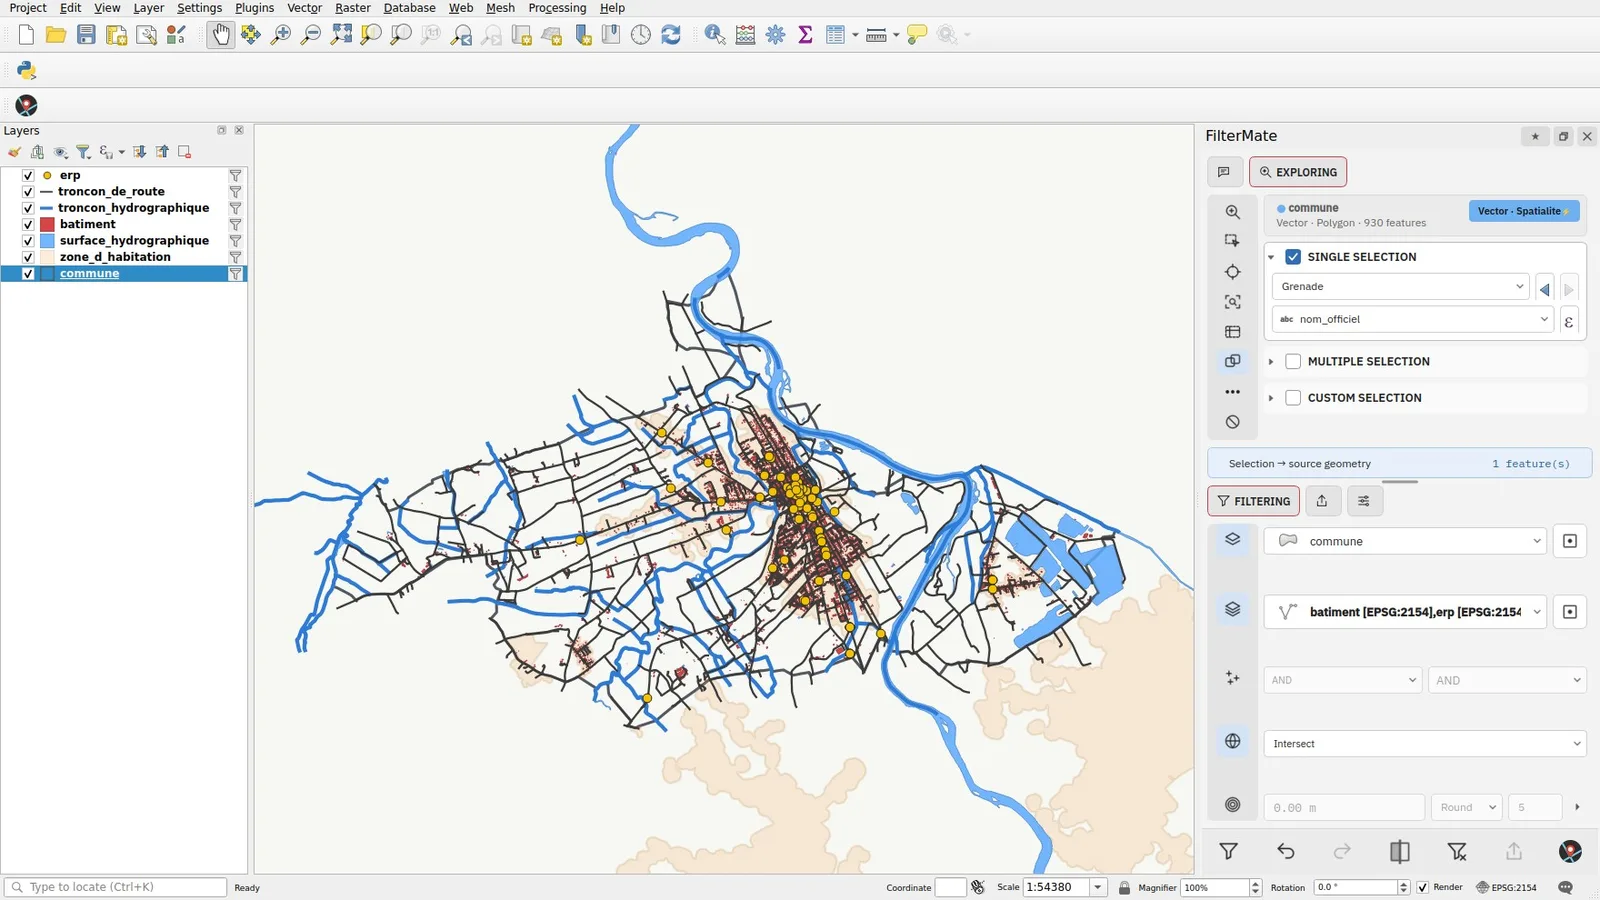 Project Edit View Layer Settings Plugins Vector Raster Database Web Mesh Processing Help
Layers
erp
troncon_de_route
troncon_hydrographique
batiment
surface_hydrographique
zone_d_habitation
commune
FilterMate
EXPLORING
commune
Vector · Polygon · 930 features
Vector · Spatialite
SINGLE SELECTION
Grenade
abc nom_officiel
ε
MULTIPLE SELECTION
CUSTOM SELECTION
Selection → source geometry 1 feature(s)
FILTERING
commune
batiment [EPSG:2154],erp [EPSG:2154
AND AND
Intersect
0.00 m Round 5
Type to locate (Ctrl+K) Ready Coordinate Scale 1:54380 Magnifier 100% Rotation 0.0 ° Render EPSG:2154